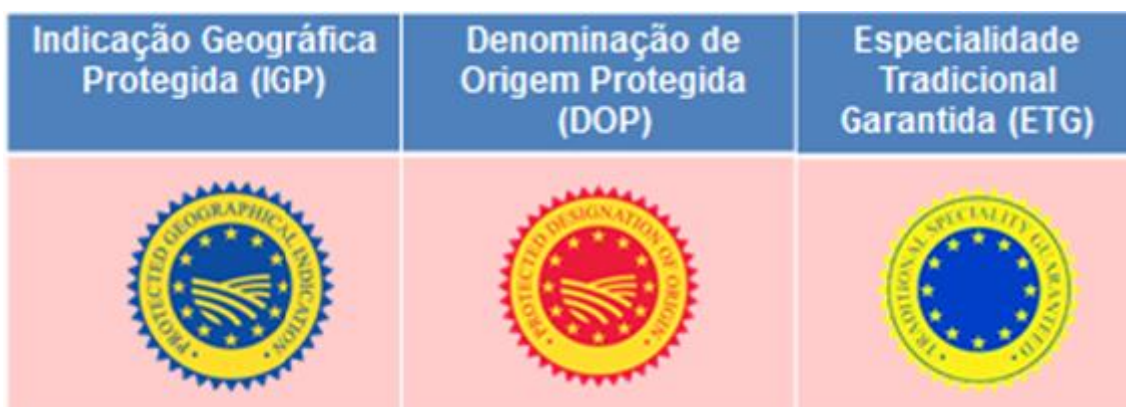 Indicação Geográfica
Protegida (IGP)
Denominação de
Origem Protegida
(DOP)
Especialidade
Tradicional
Garantida (ETG)
PROTECTED GEOGRAPHICAL INDICATION
PROTECTED DESIGNATION OF ORIGIN
TRADITIONAL SPECIALITY GUARANTEED